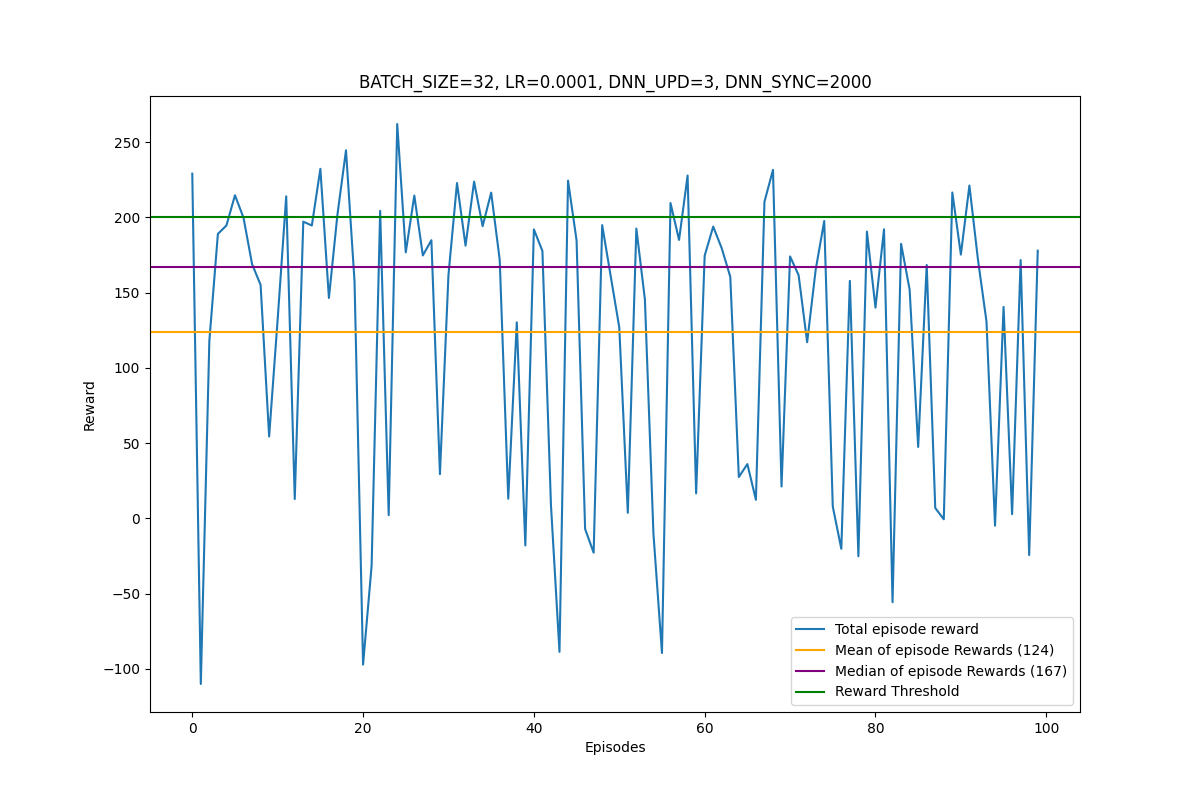 BATCH_SIZE=32, LR=0.0001, DNN_UPD=3, DNN_SYNC=2000
250
200
150
100
50
0
−50
−100
Reward
Total episode reward
Mean of episode Rewards (124)
Median of episode Rewards (167)
Reward Threshold
0 20 40 60 80 100
Episodes